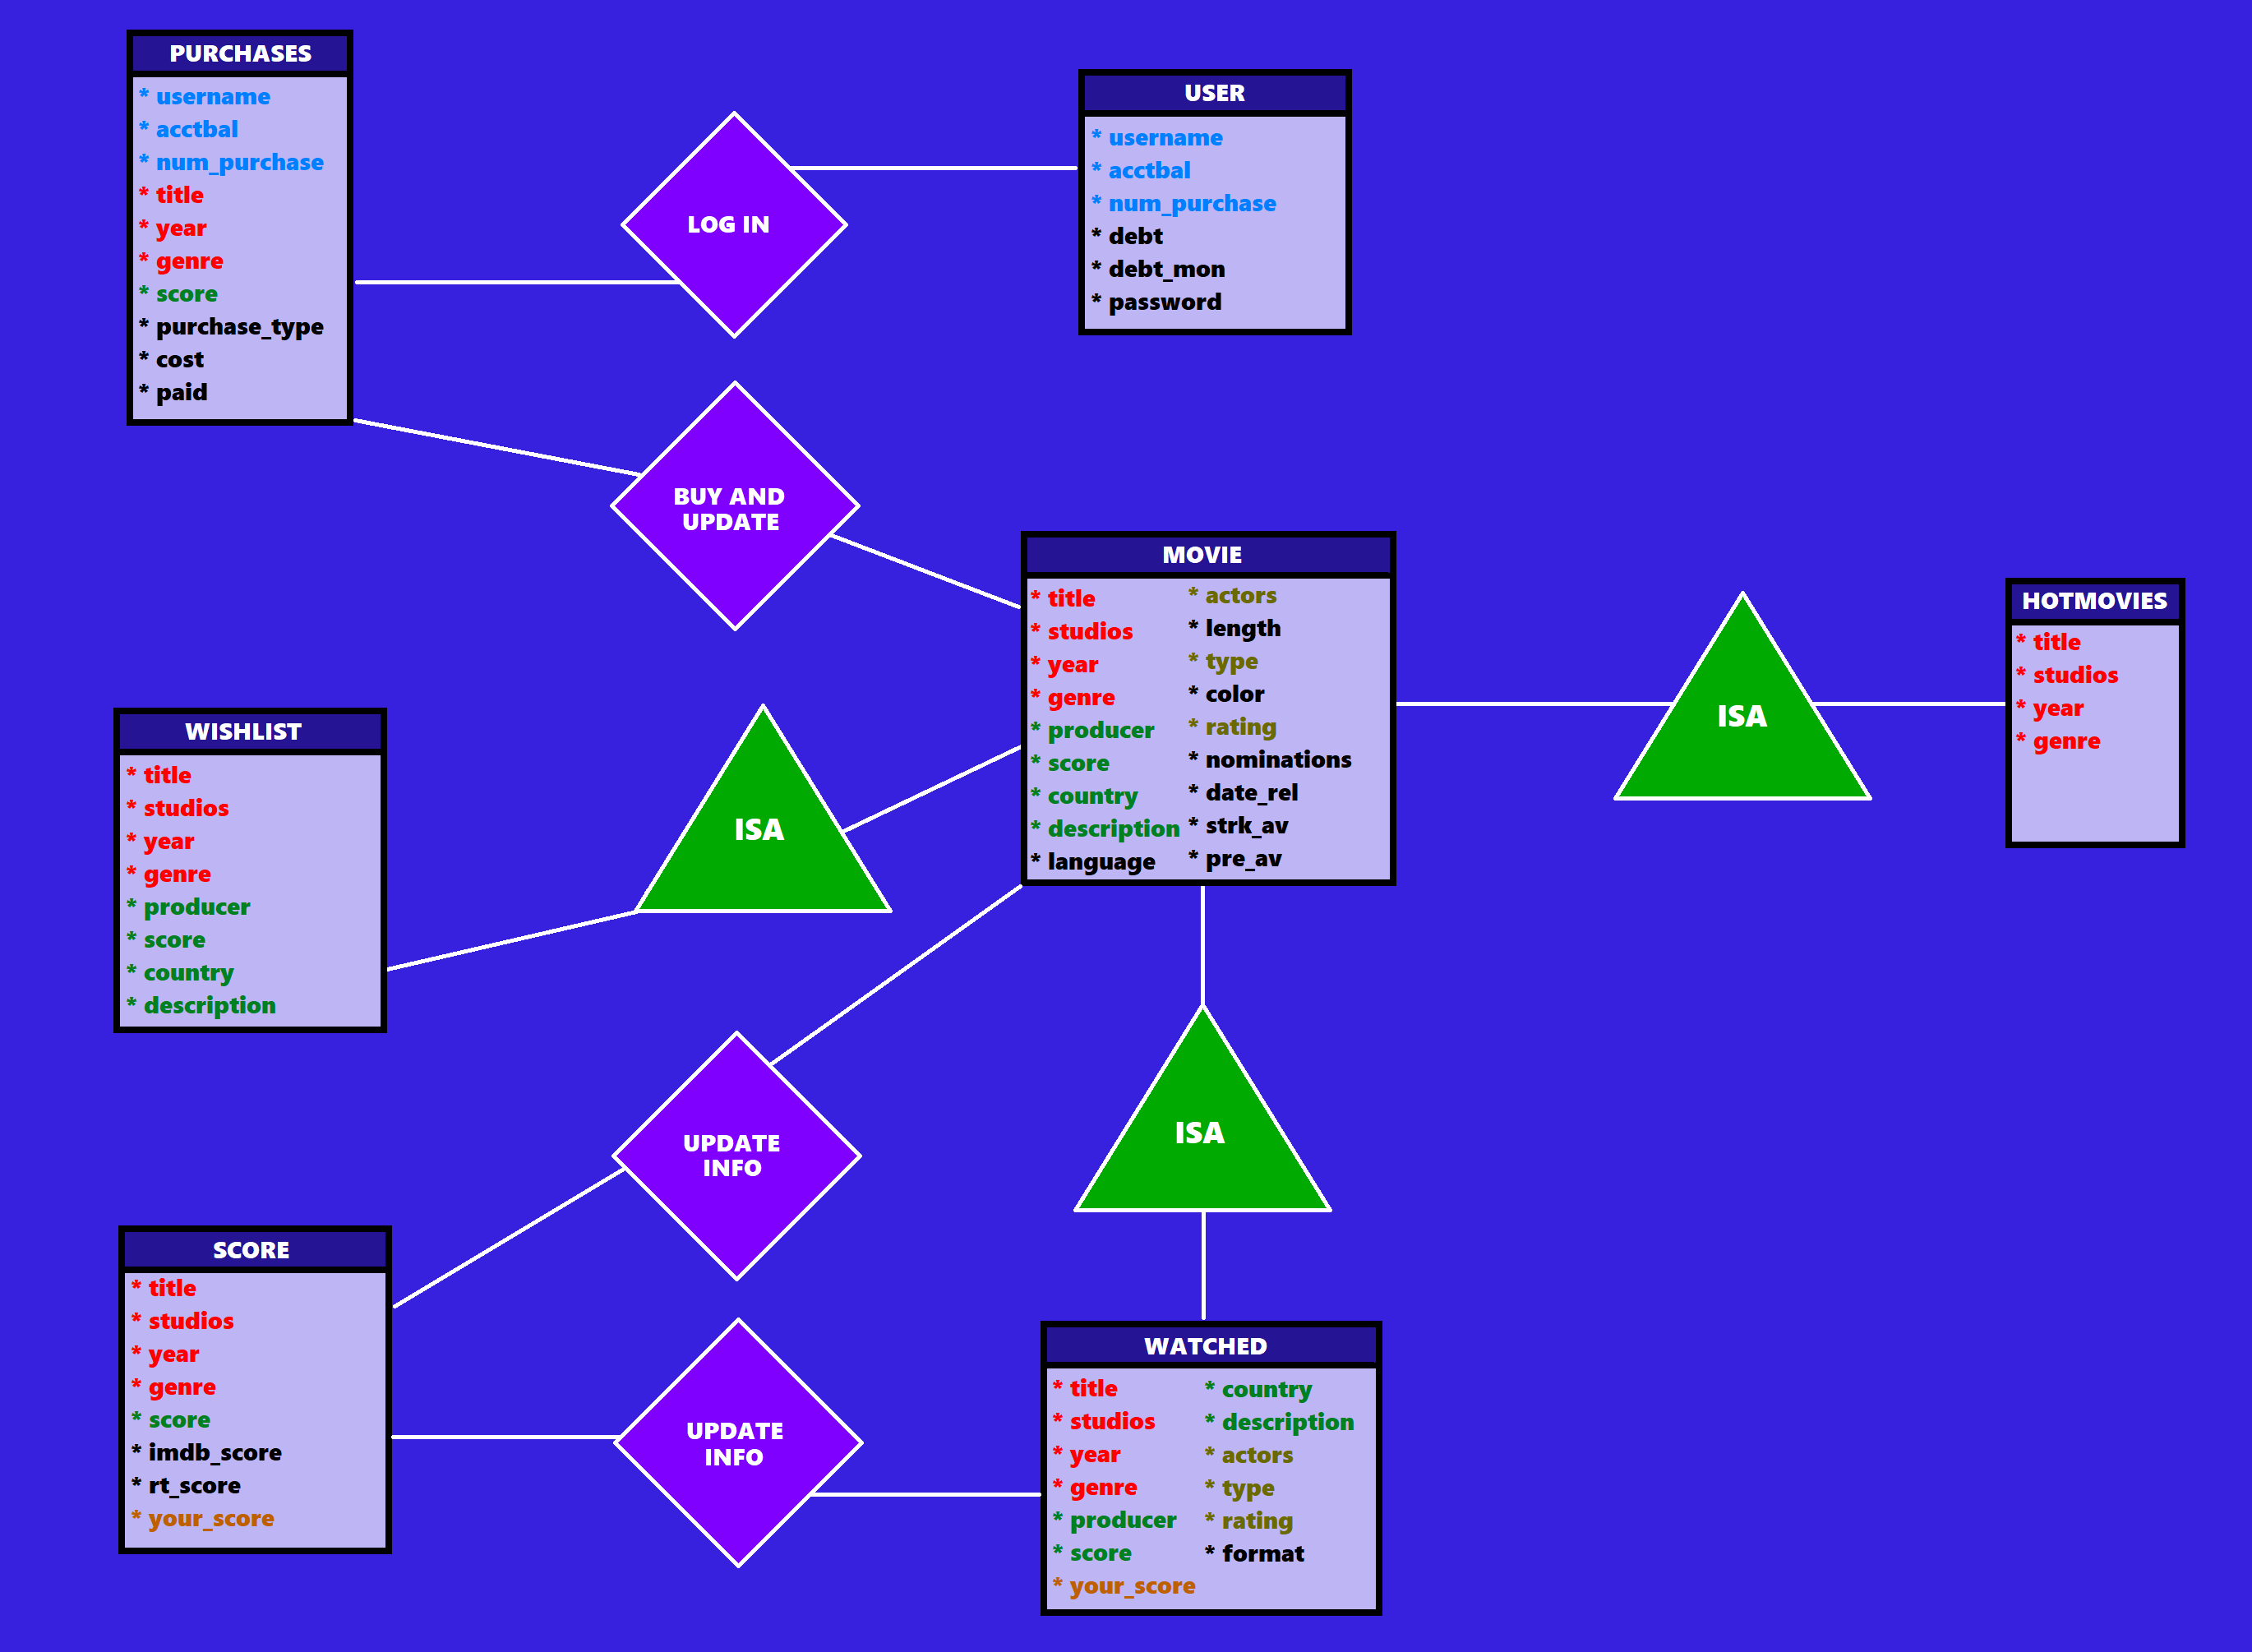 PURCHASES
* username
* acctbal
* num_purchase
* title
* year
* genre
* score
* purchase_type
* cost
* paid
LOG IN
USER
* username
* acctbal
* num_purchase
* debt
* debt_mon
* password
BUY AND
UPDATE
MOVIE
* title
* studios
* year
* genre
* producer
* score
* country
* description
* language
* actors
* length
* type
* color
* rating
* nominations
* date_rel
* strk_av
* pre_av
ISA
HOTMOVIES
* title
* studios
* year
* genre
WISHLIST
* title
* studios
* year
* genre
* producer
* score
* country
* description
ISA
UPDATE
INFO
ISA
SCORE
* title
* studios
* year
* genre
* score
* imdb_score
* rt_score
* your_score
UPDATE
INFO
WATCHED
* title
* studios
* year
* genre
* producer
* score
* your_score
* country
* description
* actors
* type
* rating
* format